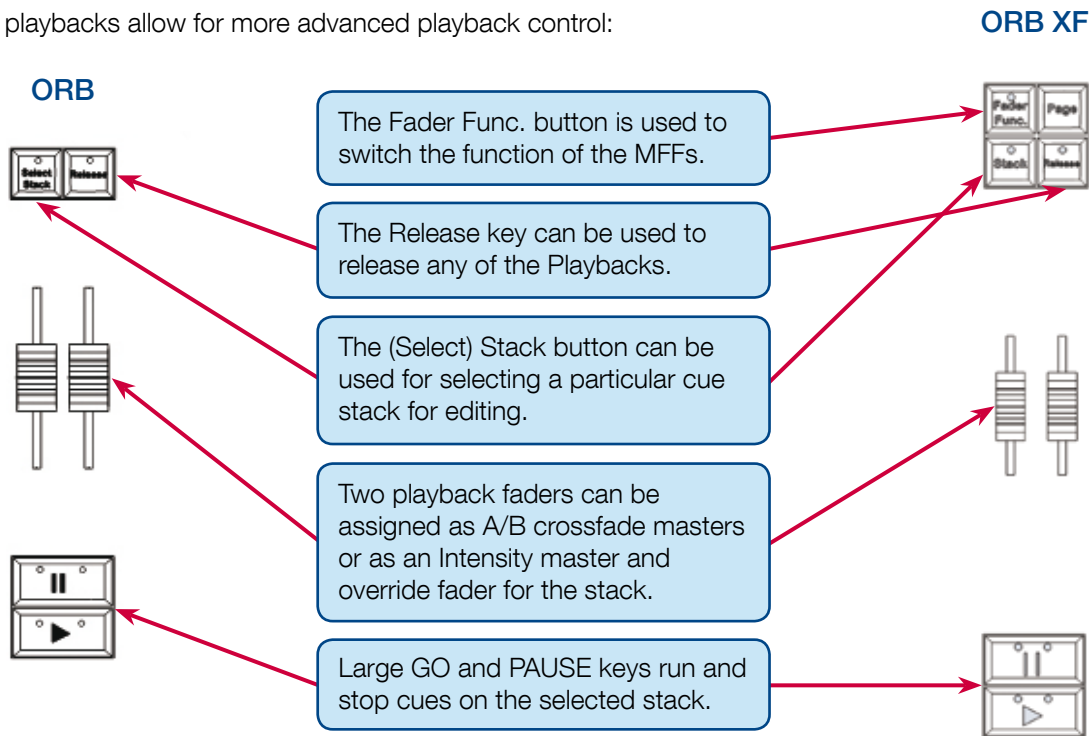 playbacks allow for more advanced playback control:
ORB XF
ORB
Select
Stack
Release
Fader
Func.
Page
Stack
Release
The Fader Func. button is used to
switch the function of the MFFs.
The Release key can be used to
release any of the Playbacks.
The (Select) Stack button can be
used for selecting a particular cue
stack for editing.
Two playback faders can be
assigned as A/B crossfade masters
or as an Intensity master and
override fader for the stack.
Large GO and PAUSE keys run and
stop cues on the selected stack.